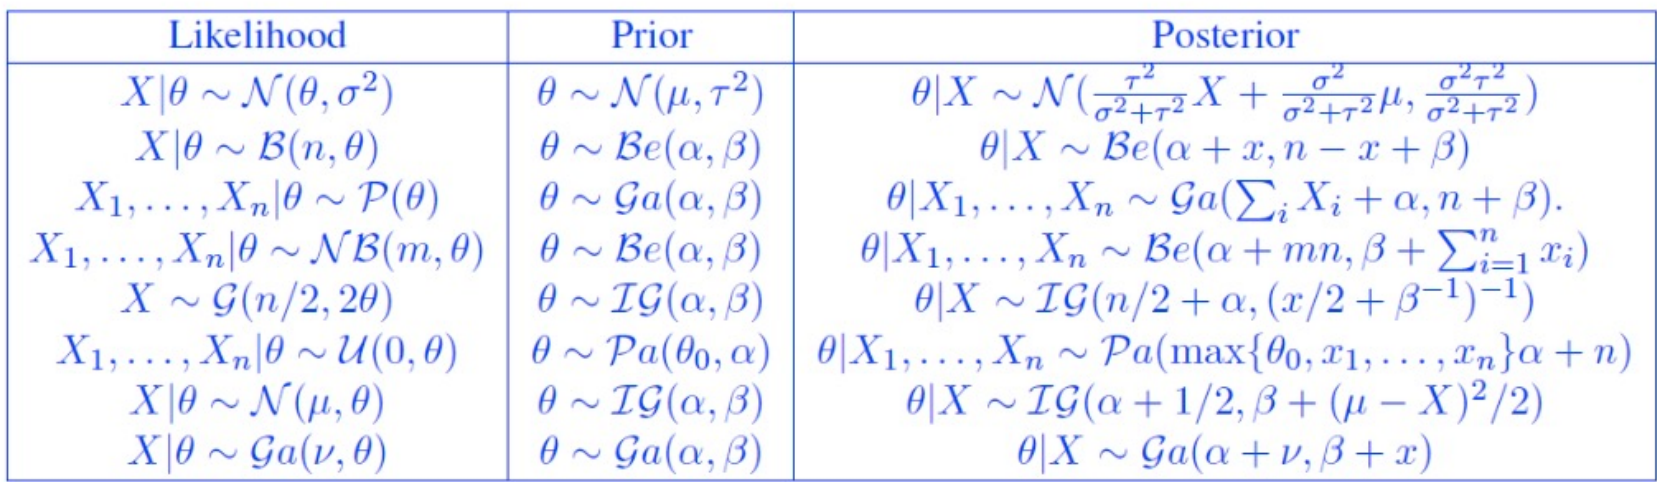 Likelihood Prior Posterior
X|θ ∼ 𝒩(θ, σ²) θ ∼ 𝒩(μ, τ²) θ|X ∼ 𝒩(τ²/(σ²+τ²) X + σ²/(σ²+τ²) μ, σ²τ²/(σ²+τ²))
X|θ ∼ ℬ(n, θ) θ ∼ ℬe(α, β) θ|X ∼ ℬe(α + x, n − x + β)
X₁, . . . , Xₙ|θ ∼ 𝒫(θ) θ ∼ 𝒢a(α, β) θ|X₁, . . . , Xₙ ∼ 𝒢a(∑ᵢ Xᵢ + α, n + β).
X₁, . . . , Xₙ|θ ∼ 𝒩ℬ(m, θ) θ ∼ ℬe(α, β) θ|X₁, . . . , Xₙ ∼ ℬe(α + mn, β + ∑ⁿᵢ₌₁ xᵢ)
X ∼ 𝒢(n/2, 2θ) θ ∼ ℐ𝒢(α, β) θ|X ∼ ℐ𝒢(n/2 + α, (x/2 + β⁻¹)⁻¹)
X₁, . . . , Xₙ|θ ∼ 𝒰(0, θ) θ ∼ 𝒫a(θ₀, α) θ|X₁, . . . , Xₙ ∼ 𝒫a(max{θ₀, x₁, . . . , xₙ}α + n)
X|θ ∼ 𝒩(μ, θ) θ ∼ ℐ𝒢(α, β) θ|X ∼ ℐ𝒢(α + 1/2, β + (μ − X)²/2)
X|θ ∼ 𝒢a(ν, θ) θ ∼ 𝒢a(α, β) θ|X ∼ 𝒢a(α + ν, β + x)